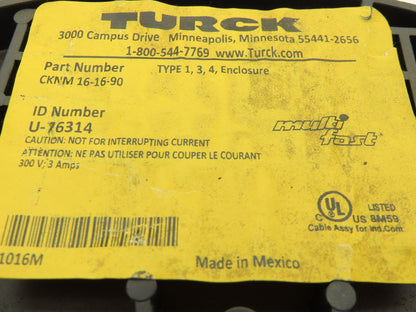 TURCK
3000 Campus Drive Minneapolis, Minnesota 55441-2656
1-800-544-7769 www.Turck.com
Part Number TYPE 1, 3, 4, Enclosure
CKNM 16-16-90
ID Number
U-76314
multi
fast
CAUTION: NOT FOR INTERRUPTING CURRENT
ATTENTION: NE PAS UTILISER POUR COUPER LE COURANT
300 V; 3 Amps
UL
C US
LISTED
8M59
Cable Assy for Ind.Com
1016M
Made in Mexico